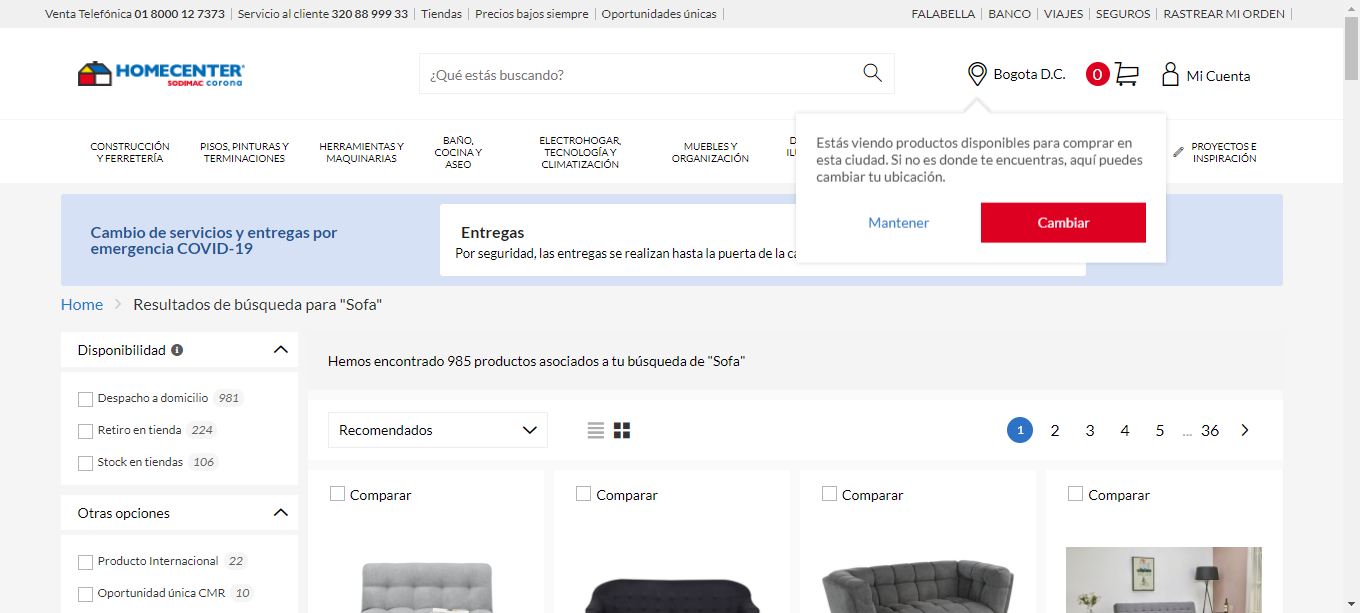 Venta Telefónica 01 8000 12 7373 Servicio al cliente 320 88 999 33 Tiendas Precios bajos siempre Oportunidades únicas FALABELLA BANCO VIAJES SEGUROS RASTREAR MI ORDEN
HOMECENTER
SODIMAC corona
¿Qué estás buscando?
Bogota D.C.
0
Mi Cuenta
CONSTRUCCIÓN
Y FERRETERÍA
PISOS, PINTURAS Y
TERMINACIONES
HERRAMIENTAS Y
MAQUINARIAS
BAÑO,
COCINA Y
ASEO
ELECTROHOGAR,
TECNOLOGÍA Y
CLIMATIZACIÓN
MUEBLES Y
ORGANIZACIÓN
PROYECTOS E
INSPIRACIÓN
Estás viendo productos disponibles para comprar en
esta ciudad. Si no es donde te encuentras, aquí puedes
cambiar tu ubicación.
Mantener
Cambiar
Cambio de servicios y entregas por
emergencia COVID-19
Entregas
Por seguridad, las entregas se realizan hasta la puerta de la
Home Resultados de búsqueda para "Sofa"
Disponibilidad
Despacho a domicilio 981
Retiro en tienda 224
Stock en tiendas 106
Otras opciones
Producto Internacional 22
Oportunidad única CMR 10
Hemos encontrado 985 productos asociados a tu búsqueda de "Sofa"
Recomendados
1 2 3 4 5 ... 36
Comparar Comparar Comparar Comparar